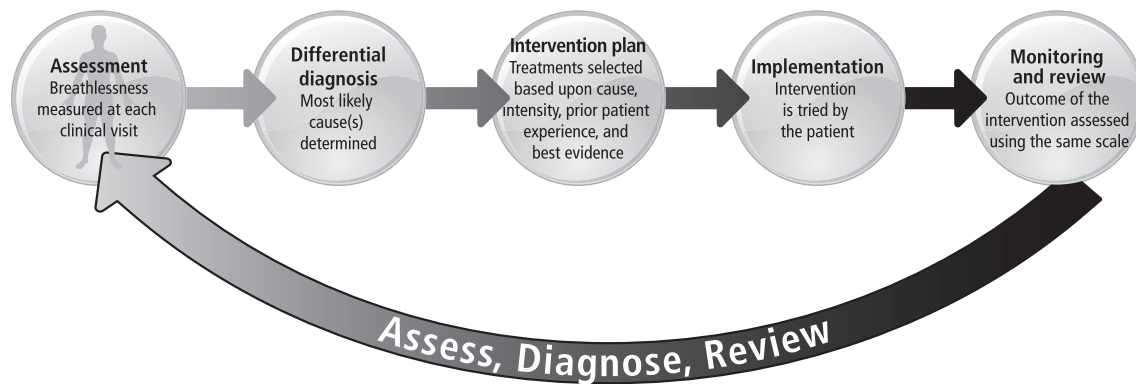 Assessment
Breathlessness
measured at each
clinical visit
Differential
diagnosis
Most likely
cause(s)
determined
Intervention plan
Treatments selected
based upon cause,
intensity, prior patient
experience, and
best evidence
Implementation
Intervention
is tried by
the patient
Monitoring
and review
Outcome of the
intervention assessed
using the same scale
Assess, Diagnose, Review